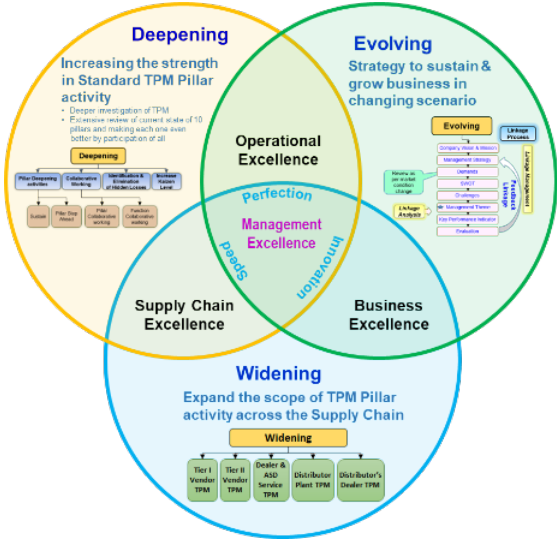 Deepening
Increasing the strength
in Standard TPM Pillar
activity
• Deeper investigation of TPM
• Extensive review of current state of 10
pillars and making each one even
better by participation of all
Deepening
Pillar Deepening
activities
Collaborative
Working
Identification &
Elimination
of Hidden Losses
Increase
Kaizen
Level
Sustain
Pillar Step
Ahead
Pillar
Collaborative
working
Function
Collaborative
working
Evolving
Strategy to sustain &
grow business in
changing scenario
Evolving
Linkage
Process
Company Vision & Mission
Management Strategy
Demands
SWOT
Challenges
Management Theme
Key Performance Indicator
Evaluation
Review as
per market
condition
change
Linkage
Analysis
Feedback
Linkage
Linkage Management
Operational
Excellence
Perfection
Management
Excellence
Speed
Innovation
Supply Chain
Excellence
Business
Excellence
Widening
Expand the scope of TPM Pillar
activity across the Supply Chain
Widening
Tier I
Vendor
TPM
Tier II
Vendor
TPM
Dealer &
ASD
Service
TPM
Distributor
Plant TPM
Distributor's
Dealer TPM